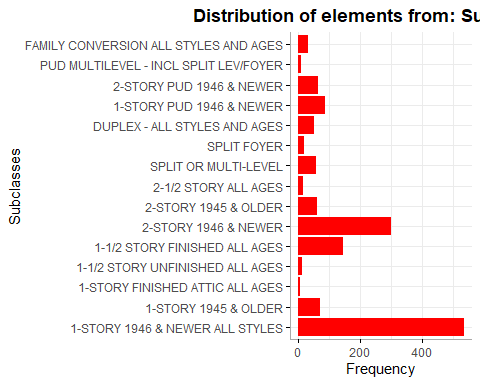 Distribution of elements from: Su
FAMILY CONVERSION ALL STYLES AND AGES
PUD MULTILEVEL - INCL SPLIT LEV/FOYER
2-STORY PUD 1946 & NEWER
1-STORY PUD 1946 & NEWER
DUPLEX - ALL STYLES AND AGES
SPLIT FOYER
SPLIT OR MULTI-LEVEL
2-1/2 STORY ALL AGES
2-STORY 1945 & OLDER
2-STORY 1946 & NEWER
1-1/2 STORY FINISHED ALL AGES
1-1/2 STORY UNFINISHED ALL AGES
1-STORY FINISHED ATTIC ALL AGES
1-STORY 1945 & OLDER
1-STORY 1946 & NEWER ALL STYLES
Subclasses
0 200 400
Frequency